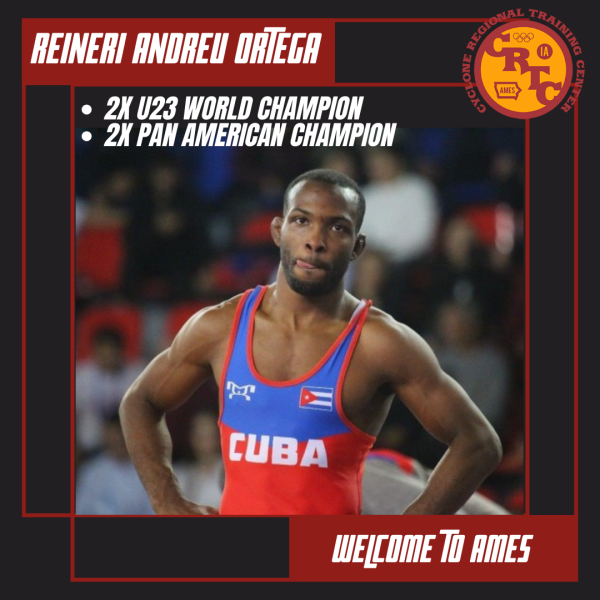 REINERI ANDREU ORTEGA
CYCLONE REGIONAL TRAINING CENTER
CRTC
IA
AMES
• 2X U23 WORLD CHAMPION
• 2X PAN AMERICAN CHAMPION
CUBA
WELCOME TO AMES